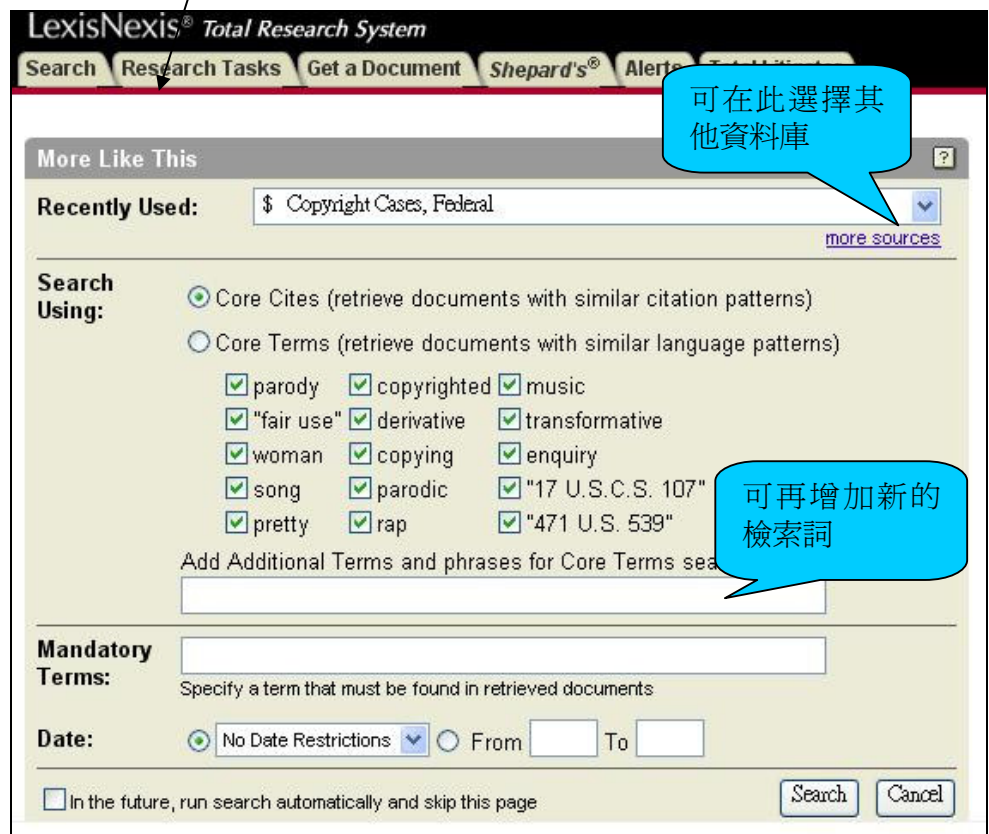 LexisNexis® Total Research System
Search Research Tasks Get a Document Shepard's® Alerts
可在此選擇其
他資料庫
More Like This ?
Recently Used: $ Copyright Cases, Federal
more sources
Search
Using:
Core Cites (retrieve documents with similar citation patterns)
Core Terms (retrieve documents with similar language patterns)
parody copyrighted music
"fair use" derivative transformative
woman copying enquiry
song parodic "17 U.S.C.S. 107"
pretty rap "471 U.S. 539"
可再增加新的
檢索詞
Add Additional Terms and phrases for Core Terms
Mandatory
Terms:
Specify a term that must be found in retrieved documents
Date: No Date Restrictions From To
In the future, run search automatically and skip this page
Search Cancel